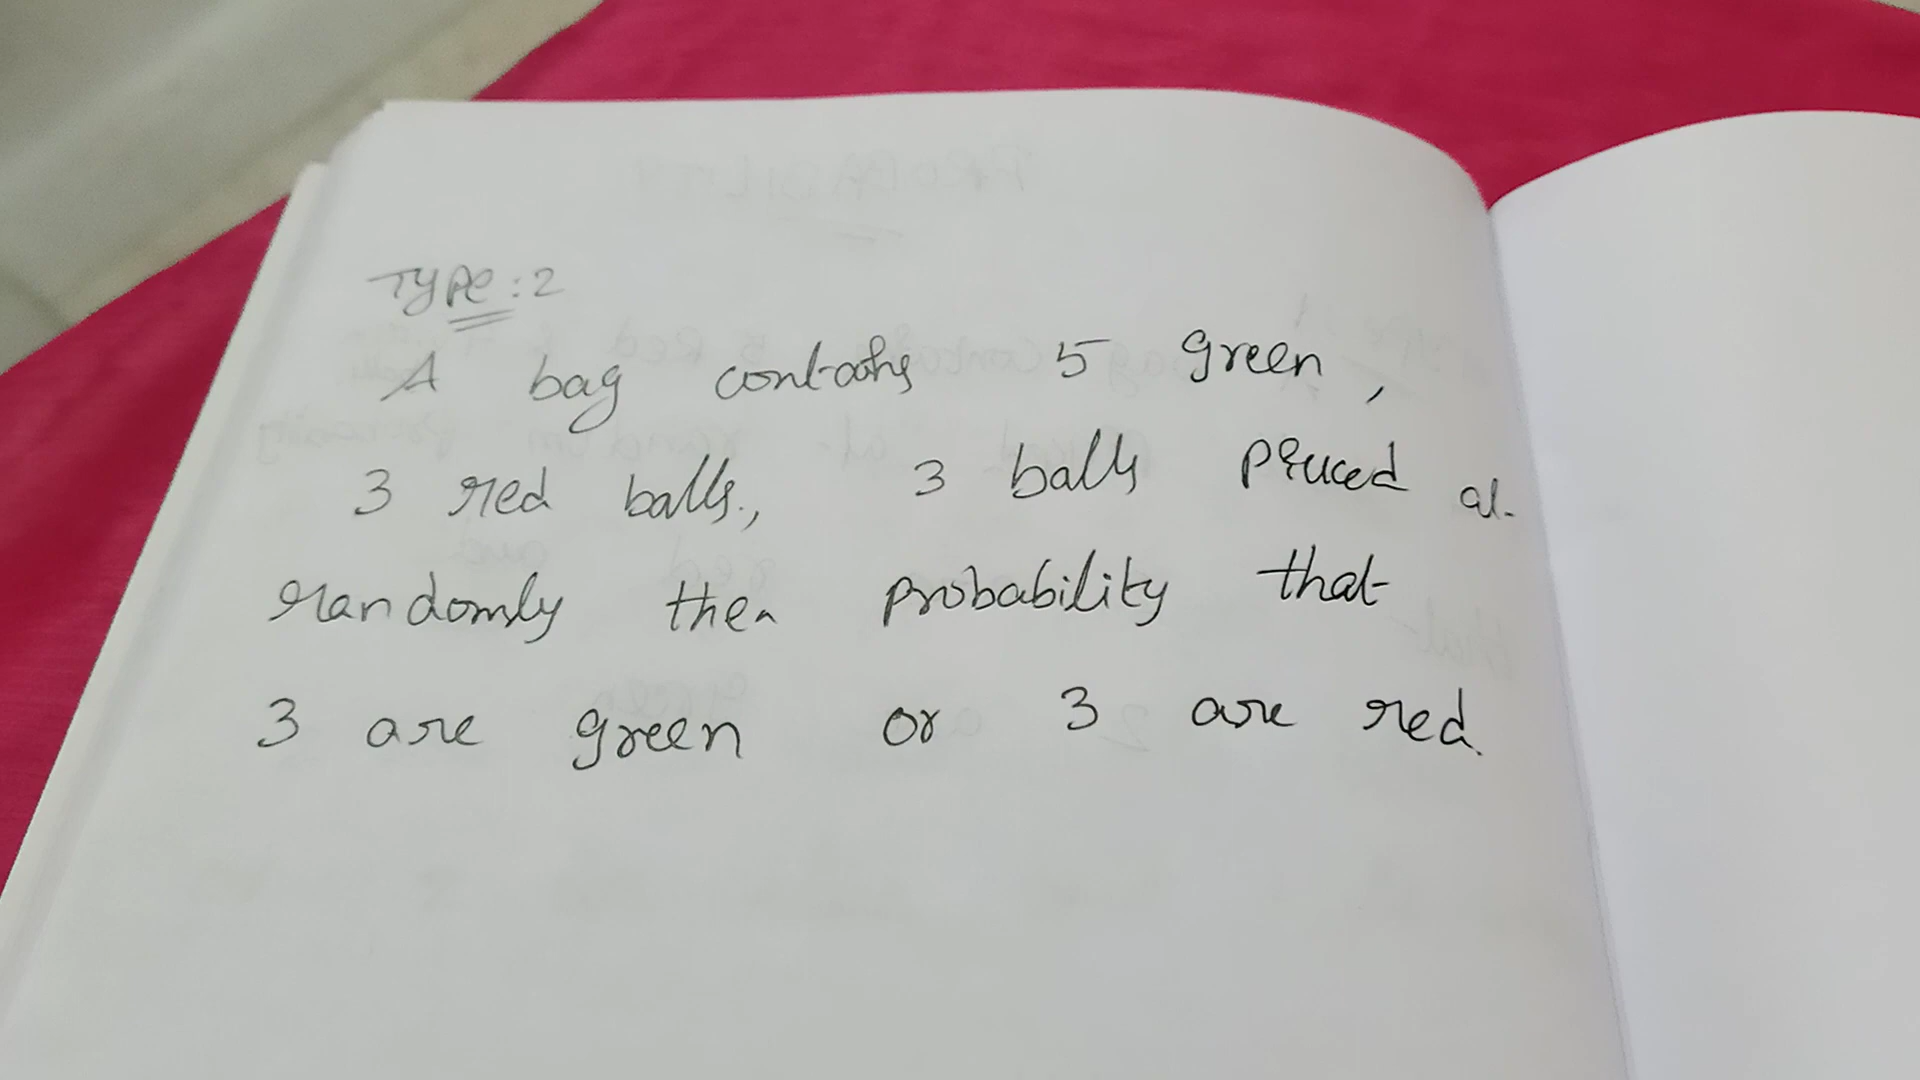 Type: 2
A bag contains 5 green,
3 red balls., 3 balls picked at
randomly then probability that
3 are green or 3 are red.